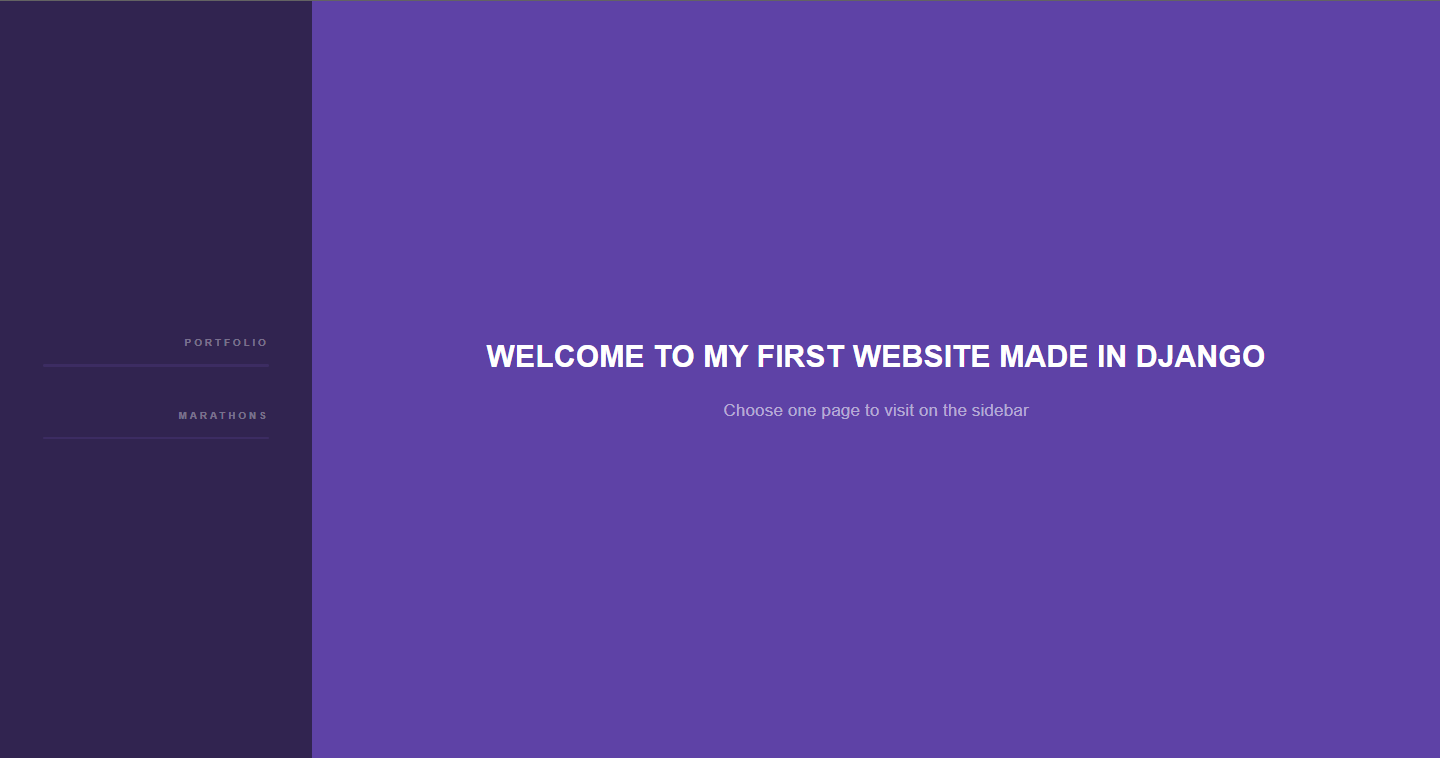 PORTFOLIO
MARATHONS
WELCOME TO MY FIRST WEBSITE MADE IN DJANGO
Choose one page to visit on the sidebar